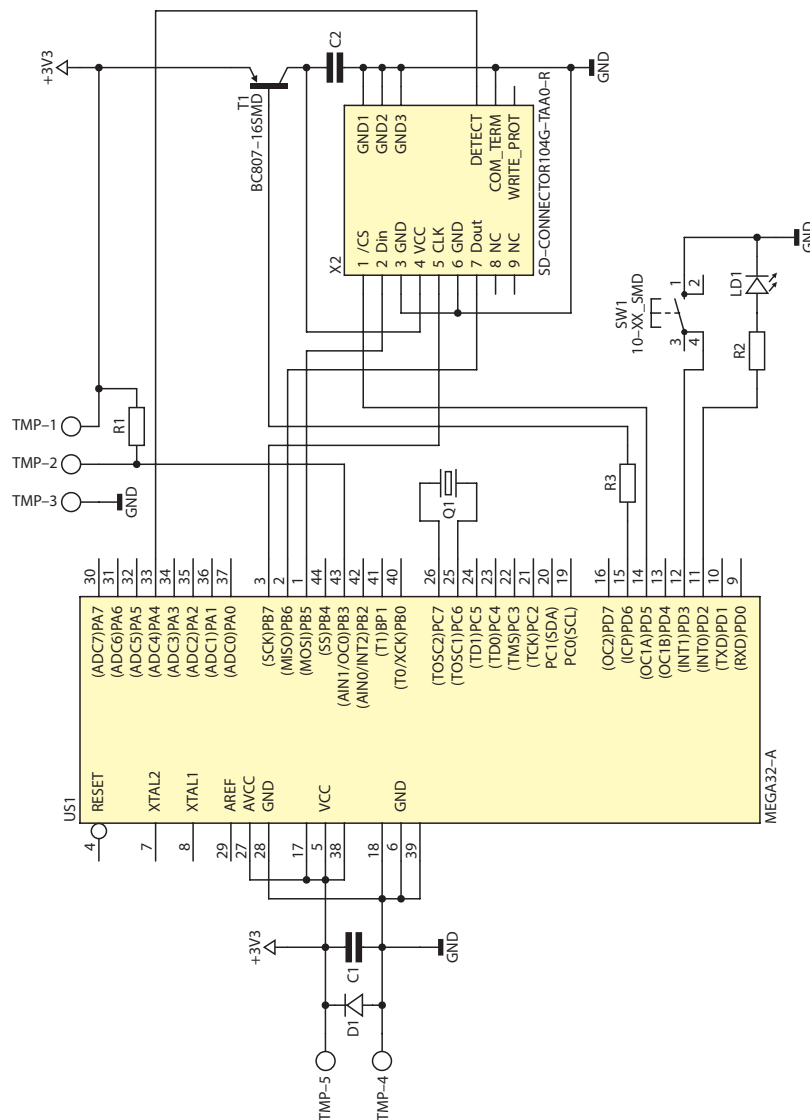 +3V3
T1
BC807-16SMD
C2
GND
X2
1 /CS
2 Din
3 GND
4 VCC
5 CLK
6 GND
7 Dout
8 NC
9 NC
GND1
GND2
GND3
DETECT
COM_TERM
WRITE_PROT
SD-CONNECTOR104G-TAA0-R
SW1
10-XX_SMD
1
2
3
4
LD1
R2
GND
TMP-1
TMP-2
TMP-3
R1
GND
Q1
R3
US1
30 (ADC7)PA7
31 (ADC6)PA6
32 (ADC5)PA5
33 (ADC4)PA4
34 (ADC3)PA3
35 (ADC2)PA2
36 (ADC1)PA1
37 (ADC0)PA0
3 (SCK)PB7
2 (MISO)PB6
1 (MOSI)PB5
44 (SS)PB4
43 (AIN1/OC0)PB3
42 (AIN0/INT2)PB2
41 (T1)BP1
40 (T0/XCK)PB0
26 (TOSC2)PC7
25 (TOSC1)PC6
24 (TD1)PC5
23 (TD0)PC4
22 (TMS)PC3
21 (TCK)PC2
20 PC1(SDA)
19 PC0(SCL)
16 (OC2)PD7
15 (ICP)PD6
14 (OC1A)PD5
13 (OC1B)PD4
12 (INT1)PD3
11 (INT0)PD2
10 (TXD)PD1
9 (RXD)PD0
4 RESET
7 XTAL2
8 XTAL1
29 AREF
27 AVCC
28 GND
17
5 VCC
38
18
6 GND
39
MEGA32-A
+3V3
C1
D1
GND
TMP-5
TMP-4